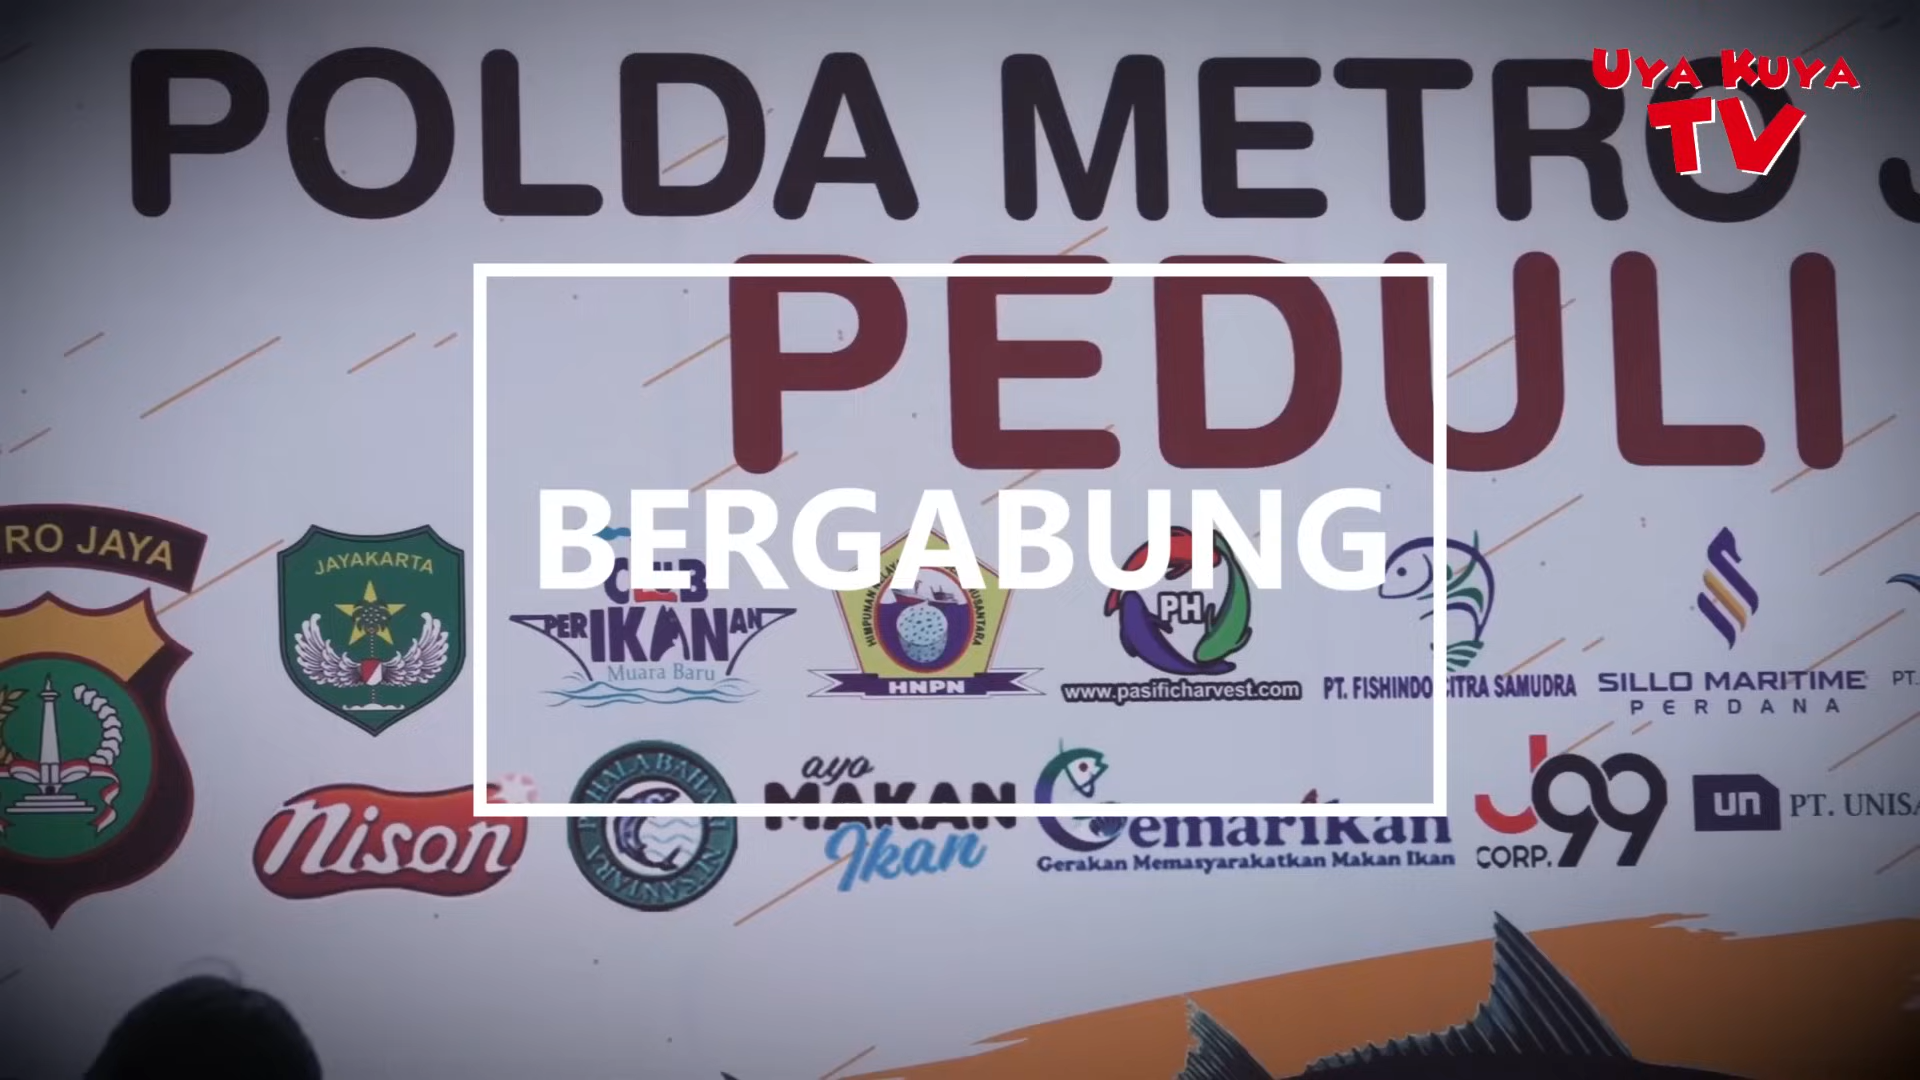 POLDA METRO J
UYA KUYA
TV
PEDULI
BERGABUNG
RO JAYA
JAYAKARTA
CLUB
PERIKANAN
Muara Baru
HNPN
PH
www.pasificharvest.com
PT. FISHINDO CITRA SAMUDRA
SILLO MARITIME
PERDANA
PT.
nison
ayo
MAKAN
Ikan
Gemarikan
Gerakan Memasyarakatkan Makan Ikan
J99
CORP.
un
PT. UNISA